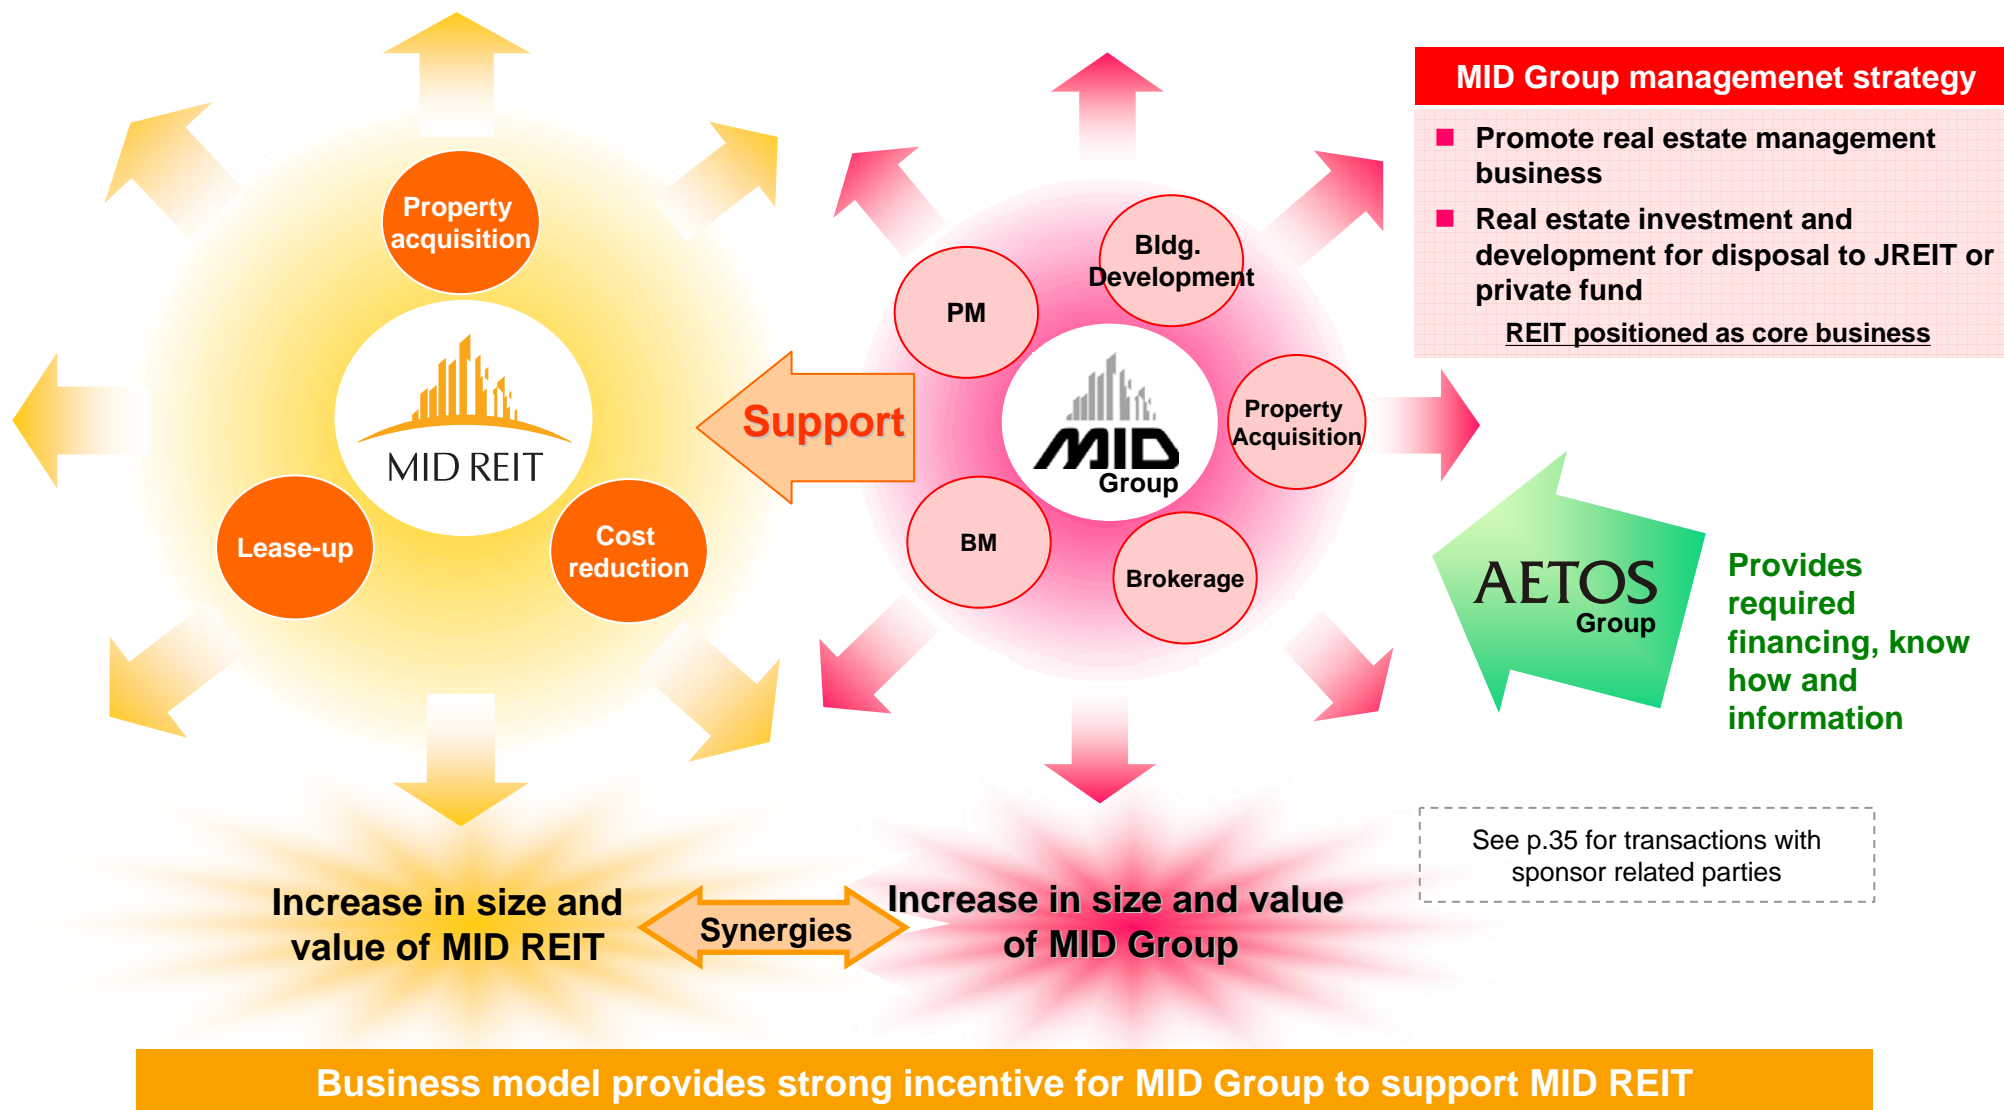 MID Group managemenet strategy
Promote real estate management
business
Real estate investment and
development for disposal to JREIT or
private fund
REIT positioned as core business
Property
acquisition
MID REIT
Lease-up
Cost
reduction
Support
PM
Bldg.
Development
MID
Group
Property
Acquisition
BM
Brokerage
AETOS
Group
Provides
required
financing, know
how and
information
See p.35 for transactions with
sponsor related parties
Increase in size and
value of MID REIT
Synergies
Increase in size and value
of MID Group
Business model provides strong incentive for MID Group to support MID REIT